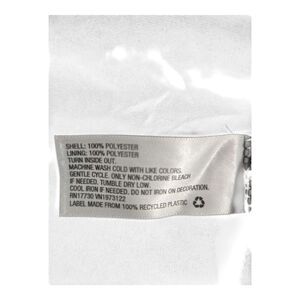 SHELL: 100% POLYESTER
LINING: 100% POLYESTER
TURN INSIDE OUT.
MACHINE WASH COLD WITH LIKE COLORS.
GENTLE CYCLE. ONLY NON-CHLORINE BLEACH
IF NEEDED. TUMBLE DRY LOW.
COOL IRON IF NEEDED. DO NOT IRON ON DECORATION.
RN17730 VN1973122
LABEL MADE FROM 100% RECYCLED PLASTIC